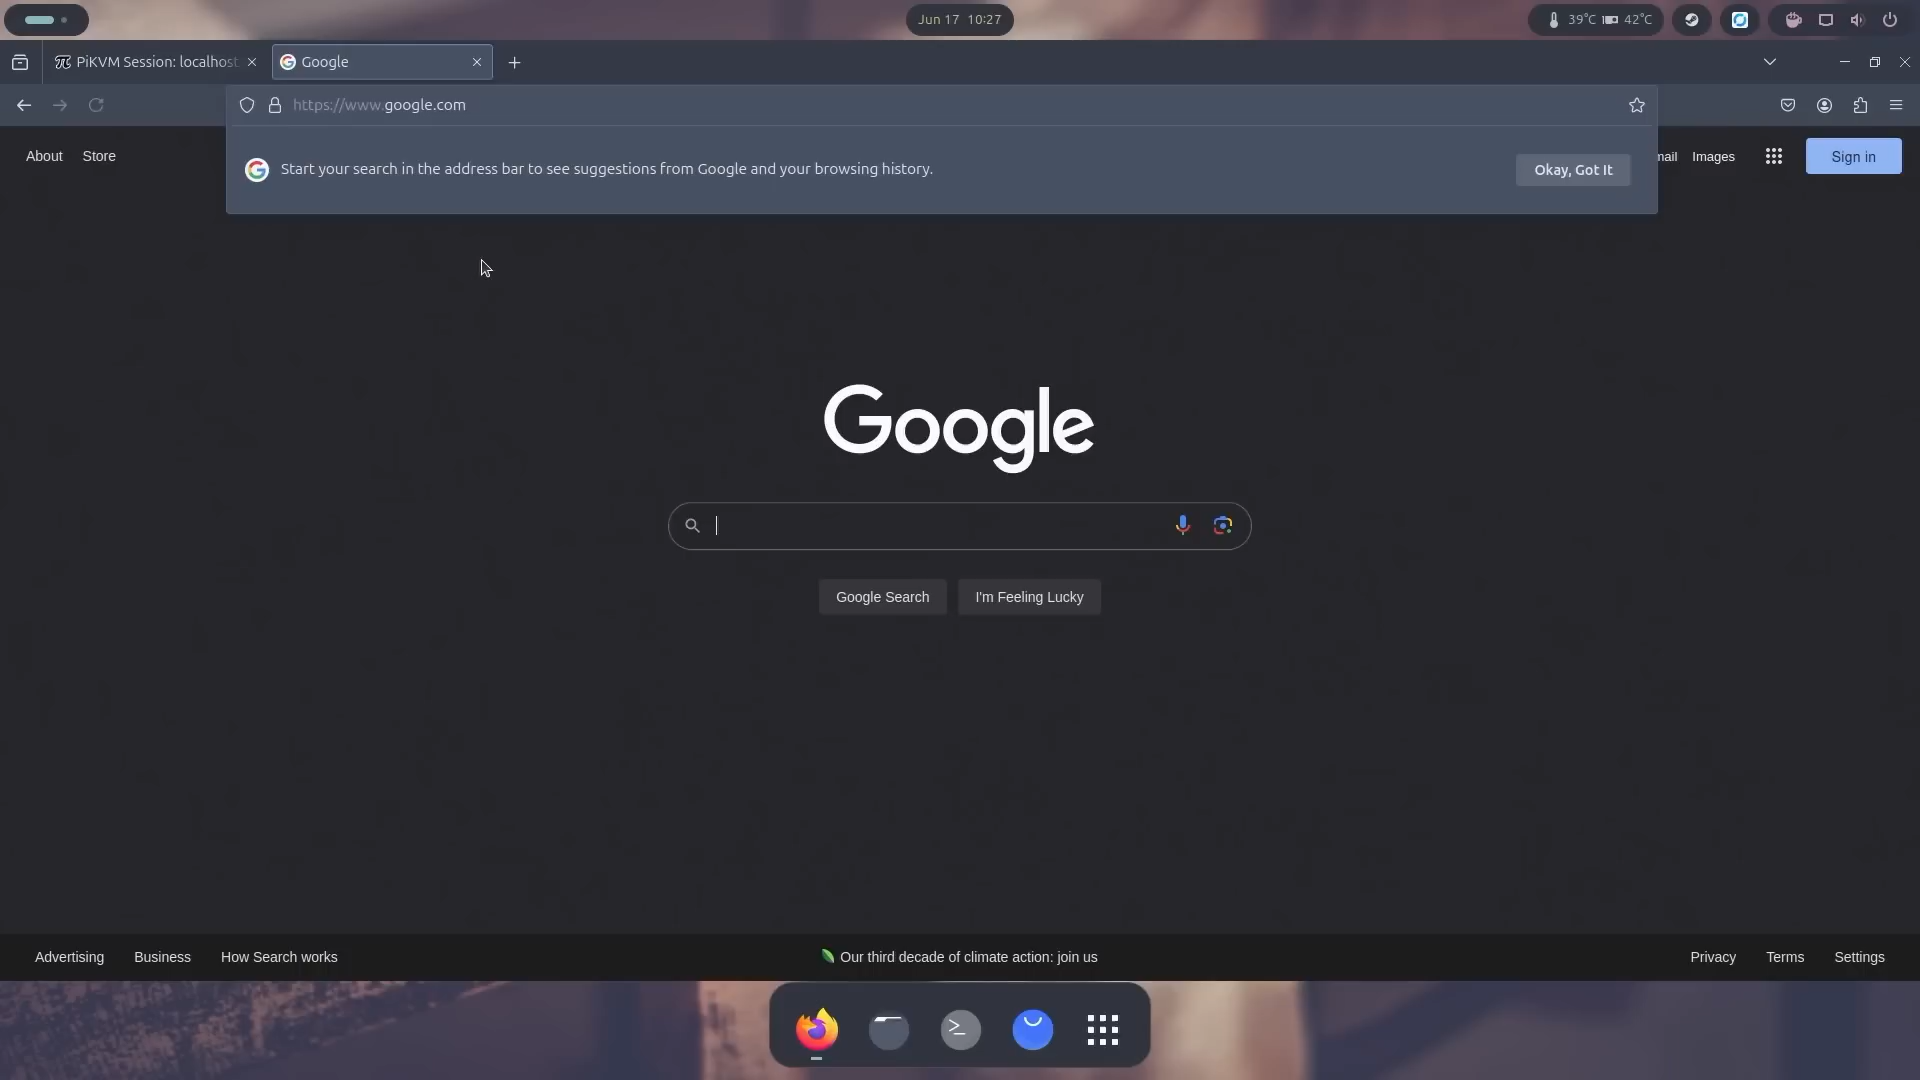 Jun 17 10:27
39°C 42°C
PiKVM Session: localhost
Google
https://www.google.com
Start your search in the address bar to see suggestions from Google and your browsing history.
Okay, Got It
About Store
mail Images
Sign in
Google
Google Search
I'm Feeling Lucky
Advertising Business How Search works
Our third decade of climate action: join us
Privacy Terms Settings